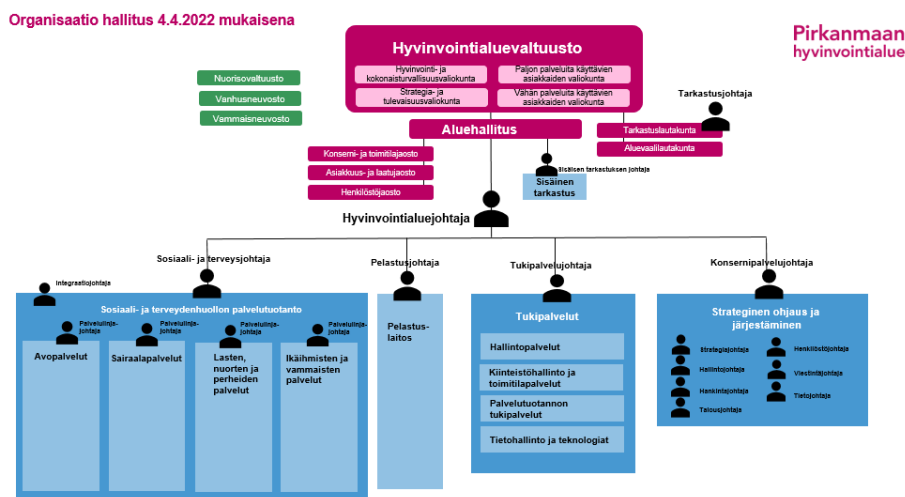 Organisaatio hallitus 4.4.2022 mukaisena
Pirkanmaan
hyvinvointialue
Hyvinvointialuevaltuusto
Hyvinvointi- ja
kokonaisturvallisuusvaliokunta
Paljon palveluita käyttävien
asiakkaiden valiokunta
Strategia- ja
tulevaisuusvaliokunta
Vähän palveluita käyttävien
asiakkaiden valiokunta
Nuorisovaltuusto
Vanhusneuvosto
Vammaisneuvosto
Tarkastusjohtaja
Aluehallitus
Tarkastuslautakunta
Aluevaalilautakunta
Konserni- ja toimitilajaosto
Asiakkuus- ja laatujaosto
Henkilöstöjaosto
Sisäisen tarkastuksen johtaja
Sisäinen
tarkastus
Hyvinvointialuejohtaja
Sosiaali- ja terveysjohtaja
Pelastusjohtaja
Tukipalvelujohtaja
Konsernipalvelujohtaja
Integraatiojohtaja
Sosiaali- ja terveydenhuollon palvelutuotanto
Palvelulinja-
johtaja
Palvelulinja-
johtaja
Palvelulinja-
johtaja
Palvelulinja-
johtaja
Avopalvelut
Sairaalapalvelut
Lasten,
nuorten ja
perheiden
palvelut
Ikäihmisten ja
vammaisten
palvelut
Pelastus-
laitos
Tukipalvelut
Hallintopalvelut
Kiinteistöhallinto ja
toimitilapalvelut
Palvelutuotannon
tukipalvelut
Tietohallinto ja teknologiat
Strateginen ohjaus ja
järjestäminen
Strategiajohtaja
Hallintojohtaja
Hankintajohtaja
Talousjohtaja
Henkilöstöjohtaja
Viestintäjohtaja
Tietojohtaja